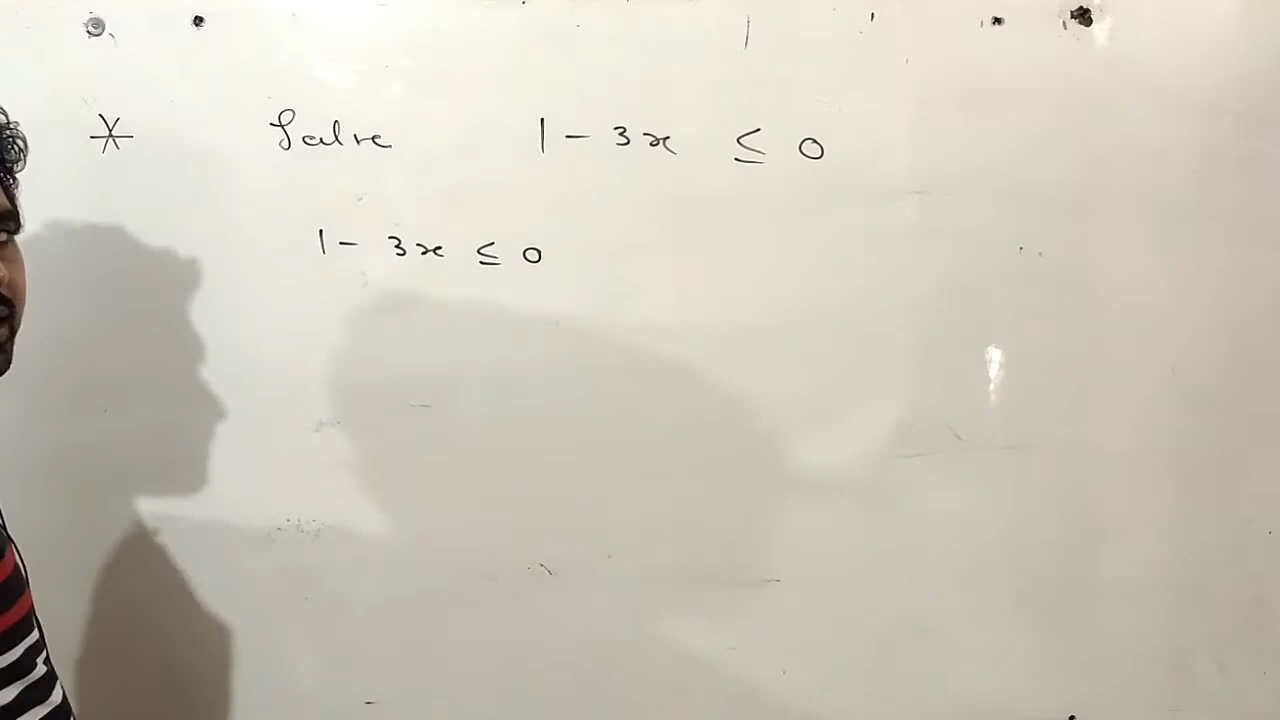 * Solve 1 - 3x ≤ 0
1 - 3x ≤ 0